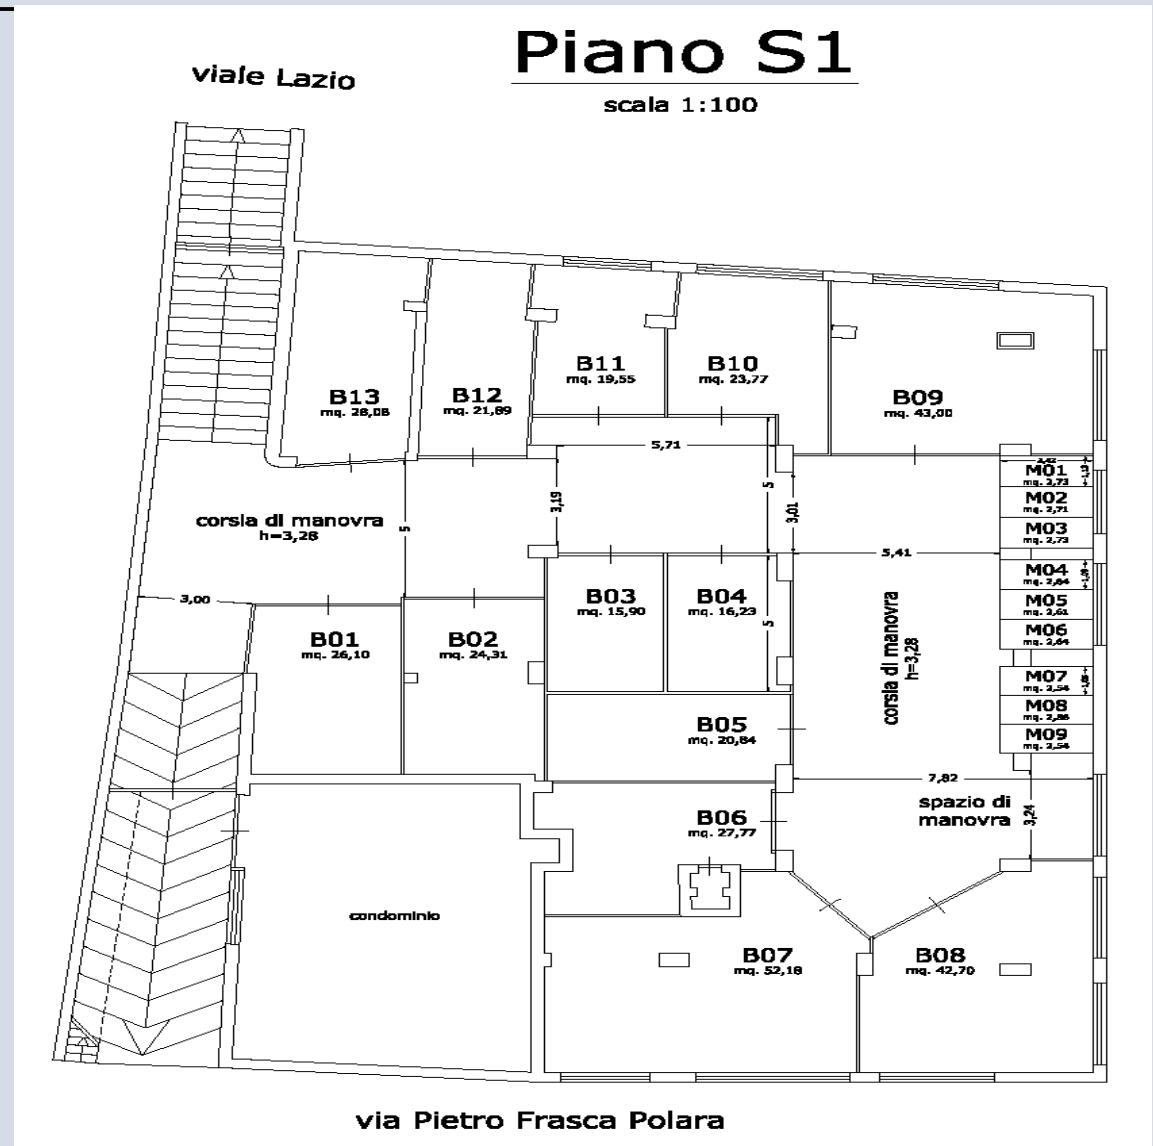 Piano S1
scala 1:100
viale Lazio
B13
mq. 28,08
B12
mq. 21,89
B11
mq. 19,55
B10
mq. 23,77
B09
mq. 43,00
5,71
3,19
5
3,01
corsia di manovra
h=3,28
5
3,00
5,41
M01
mq. 2,73
M02
mq. 2,71
M03
mq. 2,73
M04
mq. 2,64
M05
mq. 2,61
M06
mq. 2,64
M07
mq. 2,54
M08
M09
mq. 2,54
B01
mq. 26,10
B02
mq. 24,31
B03
mq. 15,90
B04
mq. 16,23
5
corsia di manovra
h=3,28
B05
mq. 20,84
7,82
spazio di
manovra
3,24
B06
mq. 27,77
condominio
B07
mq. 52,18
B08
mq. 42,70
via Pietro Frasca Polara